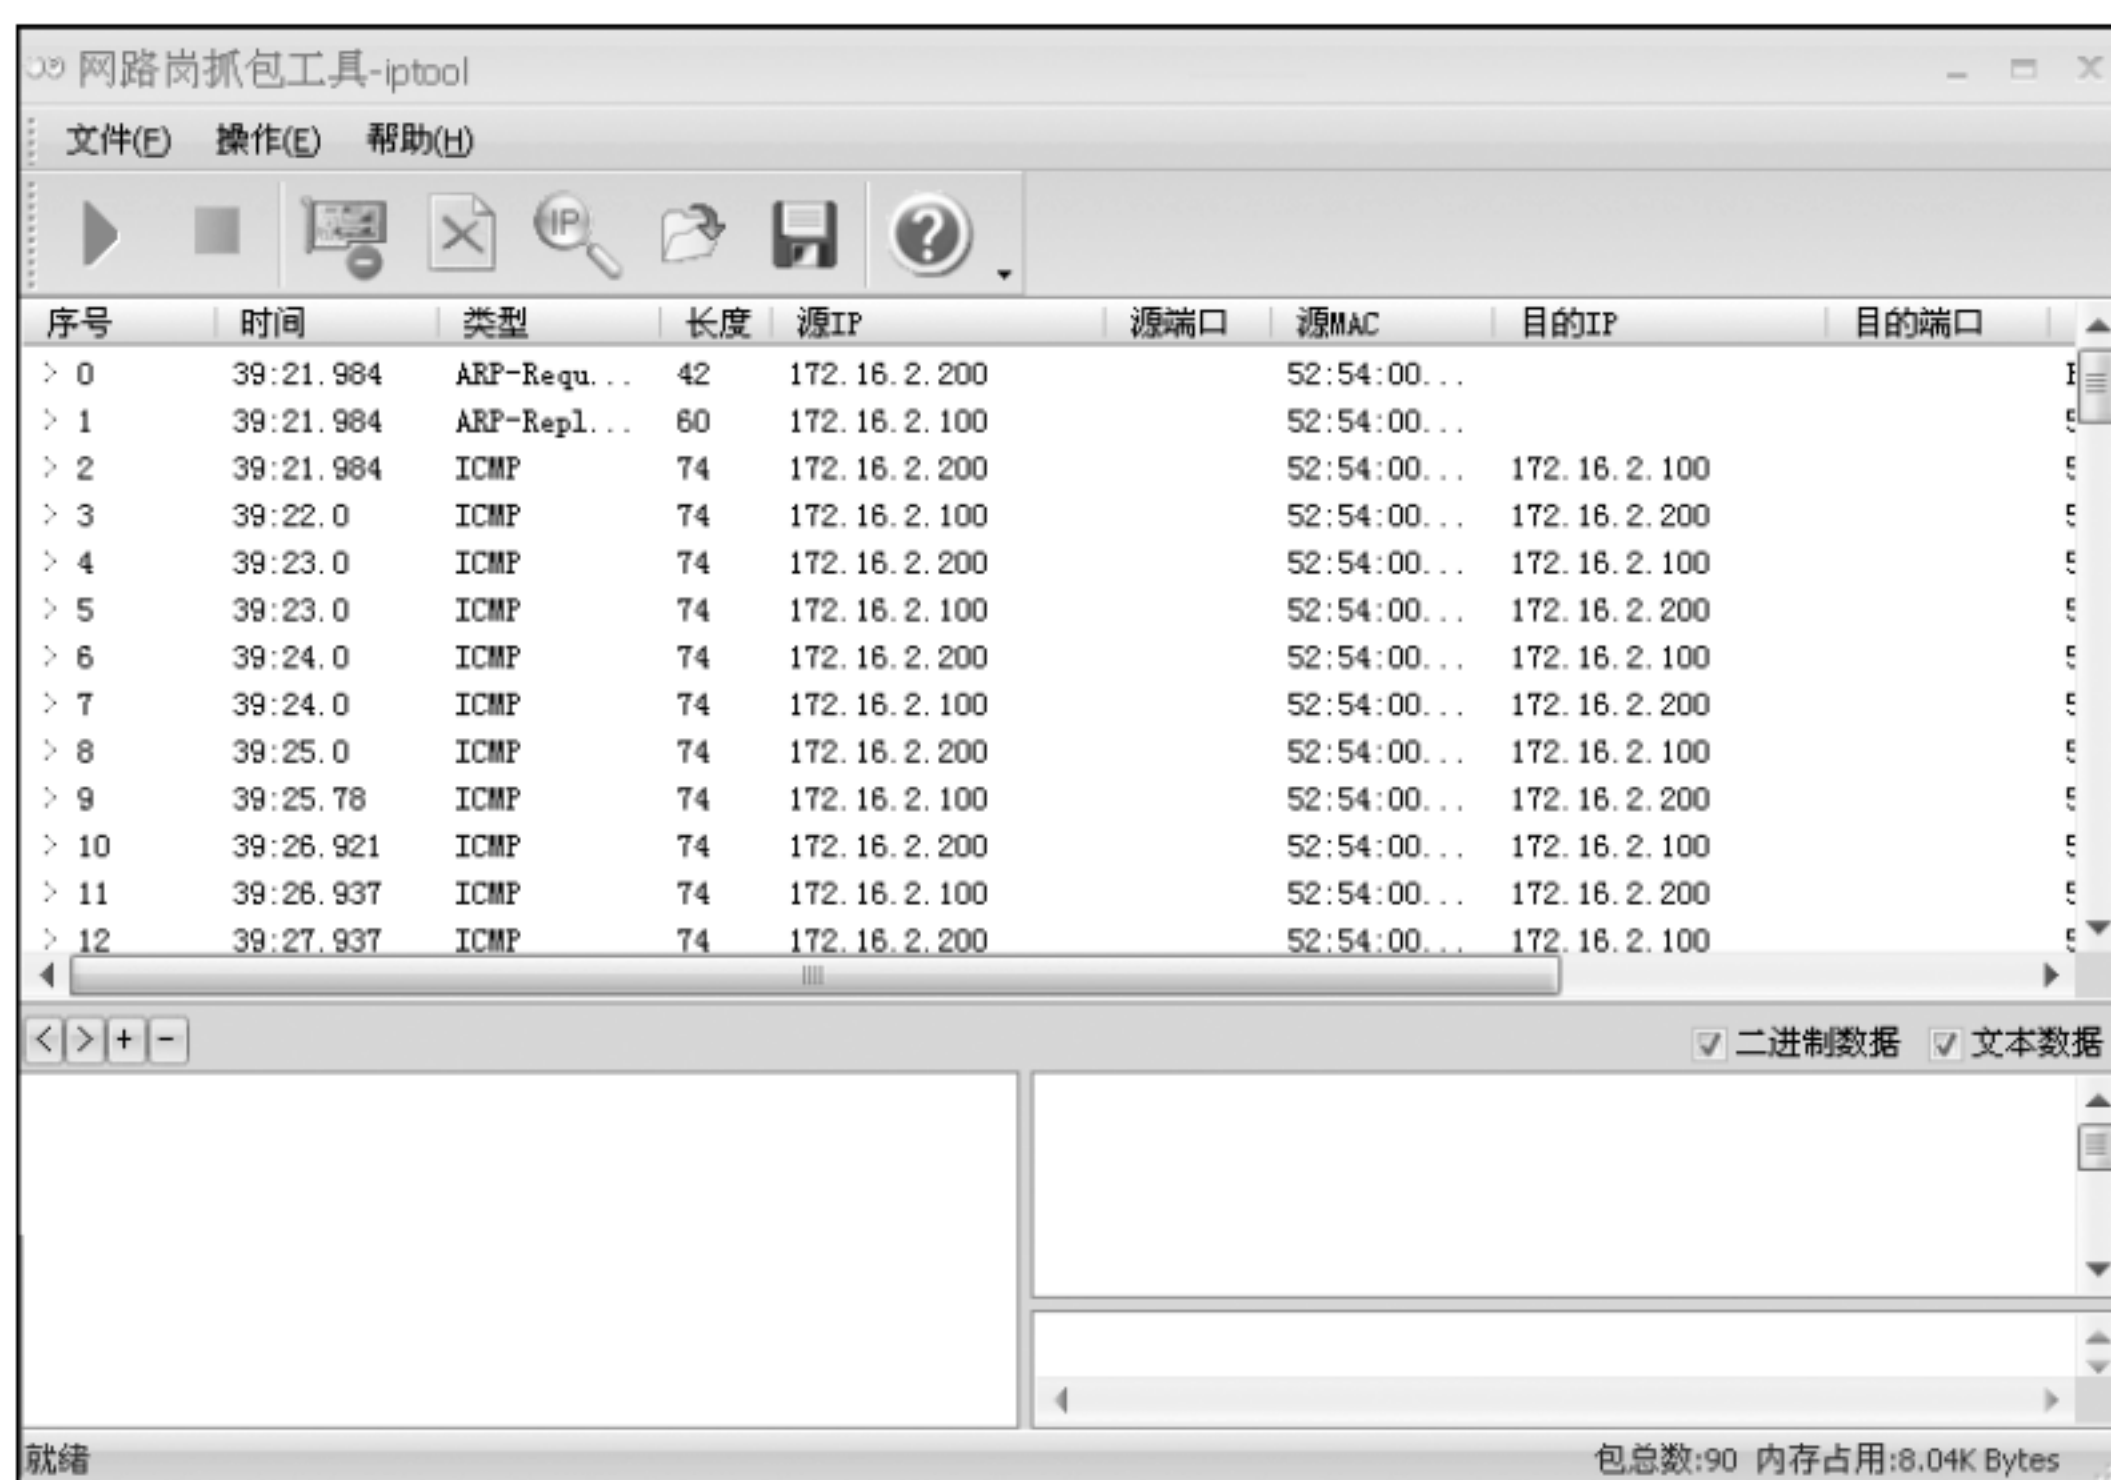 网路岗抓包工具-iptool
文件(F) 操作(E) 帮助(H)
IP
序号 时间 类型 长度 源IP 源端口 源MAC 目的IP 目的端口
> 0 39:21.984 ARP-Requ... 42 172.16.2.200 52:54:00...
> 1 39:21.984 ARP-Repl... 60 172.16.2.100 52:54:00...
> 2 39:21.984 ICMP 74 172.16.2.200 52:54:00... 172.16.2.100
> 3 39:22.0 ICMP 74 172.16.2.100 52:54:00... 172.16.2.200
> 4 39:23.0 ICMP 74 172.16.2.200 52:54:00... 172.16.2.100
> 5 39:23.0 ICMP 74 172.16.2.100 52:54:00... 172.16.2.200
> 6 39:24.0 ICMP 74 172.16.2.200 52:54:00... 172.16.2.100
> 7 39:24.0 ICMP 74 172.16.2.100 52:54:00... 172.16.2.200
> 8 39:25.0 ICMP 74 172.16.2.200 52:54:00... 172.16.2.100
> 9 39:25.78 ICMP 74 172.16.2.100 52:54:00... 172.16.2.200
> 10 39:26.921 ICMP 74 172.16.2.200 52:54:00... 172.16.2.100
> 11 39:26.937 ICMP 74 172.16.2.100 52:54:00... 172.16.2.200
> 12 39:27.937 ICMP 74 172.16.2.200 52:54:00... 172.16.2.100
< > + - 二进制数据 文本数据
就绪 包总数:90 内存占用:8.04K Bytes